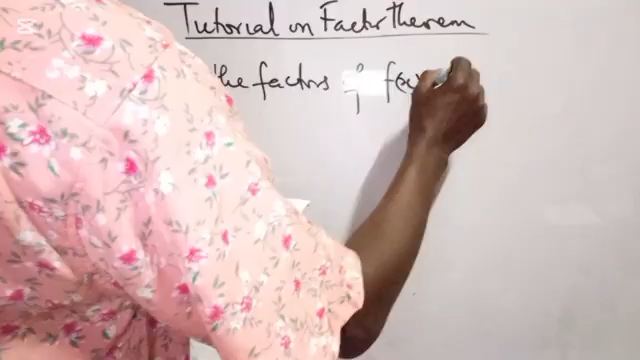 Tutorial on Factor Theorem
the factors of f(x)